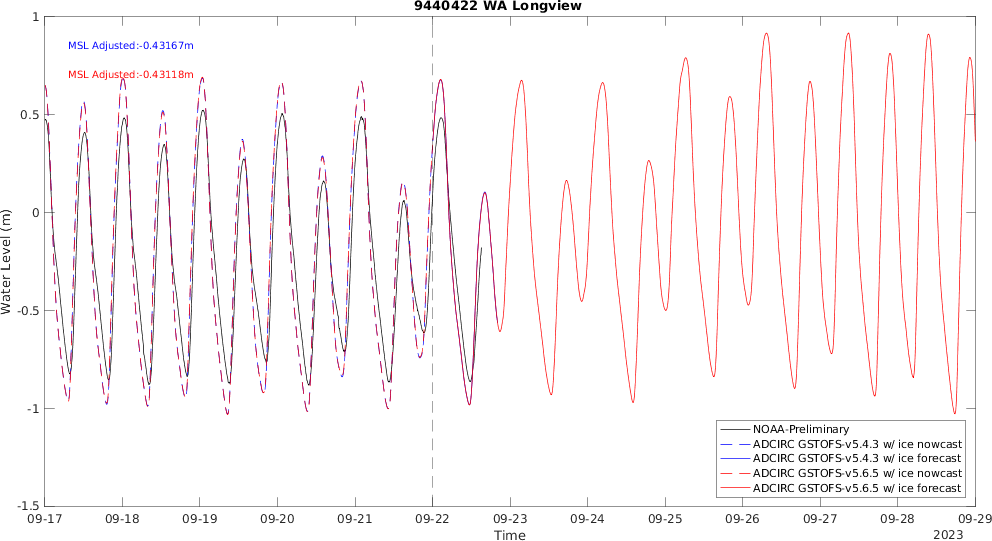 9440422 WA Longview
MSL Adjusted:-0.43167m
MSL Adjusted:-0.43118m
Water Level (m)
1
0.5
0
-0.5
-1
-1.5
NOAA-Preliminary
ADCIRC GSTOFS-v5.4.3 w/ ice nowcast
ADCIRC GSTOFS-v5.4.3 w/ ice forecast
ADCIRC GSTOFS-v5.6.5 w/ ice nowcast
ADCIRC GSTOFS-v5.6.5 w/ ice forecast
09-17 09-18 09-19 09-20 09-21 09-22 09-23 09-24 09-25 09-26 09-27 09-28 09-29
Time
2023